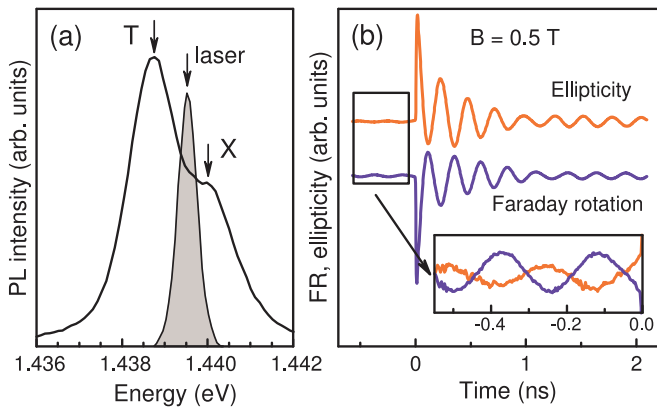 (a)
T
laser
X
PL intensity (arb. units)
1.436
1.438
1.440
1.442
Energy (eV)
(b)
B = 0.5 T
Ellipticity
Faraday rotation
FR, ellipticity (arb. units)
-0.4
-0.2
0.0
0
1
2
Time (ns)